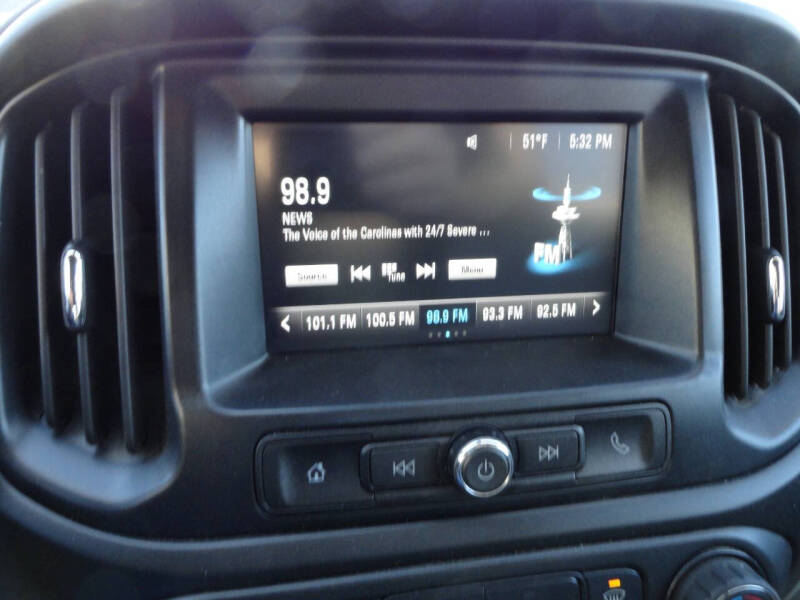 51°F 5:32 PM
98.9
NEWS
The Voice of the Carolinas with 24/7 Severe ...
FM
Source Tune Menu
101.1 FM 100.5 FM 98.9 FM 93.3 FM 92.5 FM